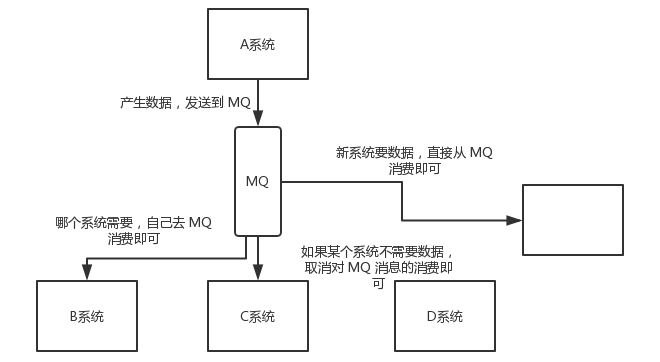 A系统
产生数据，发送到 MQ
新系统要数据，直接从 MQ
消费即可
MQ
哪个系统需要，自己去 MQ
消费即可
如果某个系统不需要数据，
取消对 MQ 消息的消费即
可
B系统
C系统
D系统